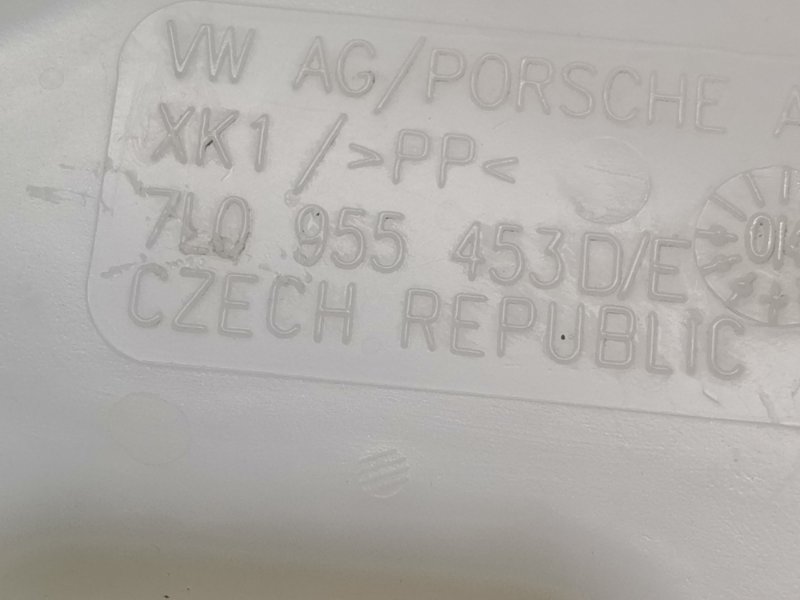 VW AG/PORSCHE A
XK1 / >PP<
7L0 955 453D/E
CZECH REPUBLIC